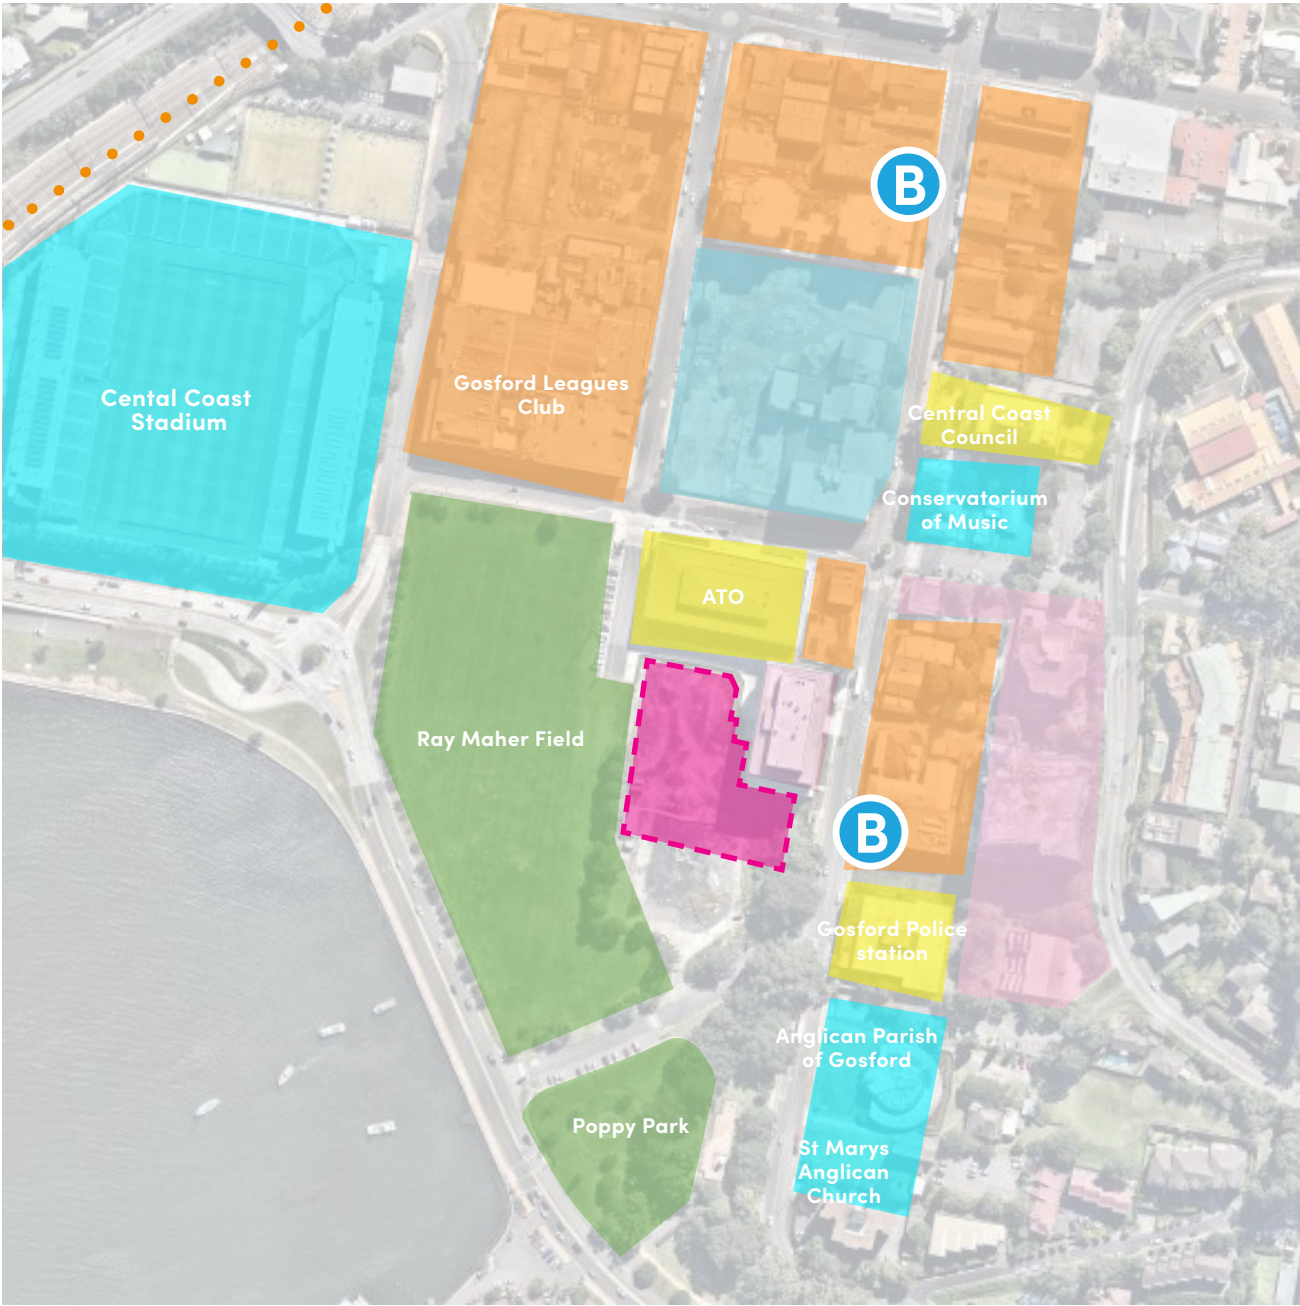 B
Gosford Leagues
Club
Cental Coast
Stadium
Central Coast
Council
Conservatorium
of Music
ATO
Ray Maher Field
B
Gosford Police
station
Anglican Parish
of Gosford
Poppy Park
St Marys
Anglican
Church